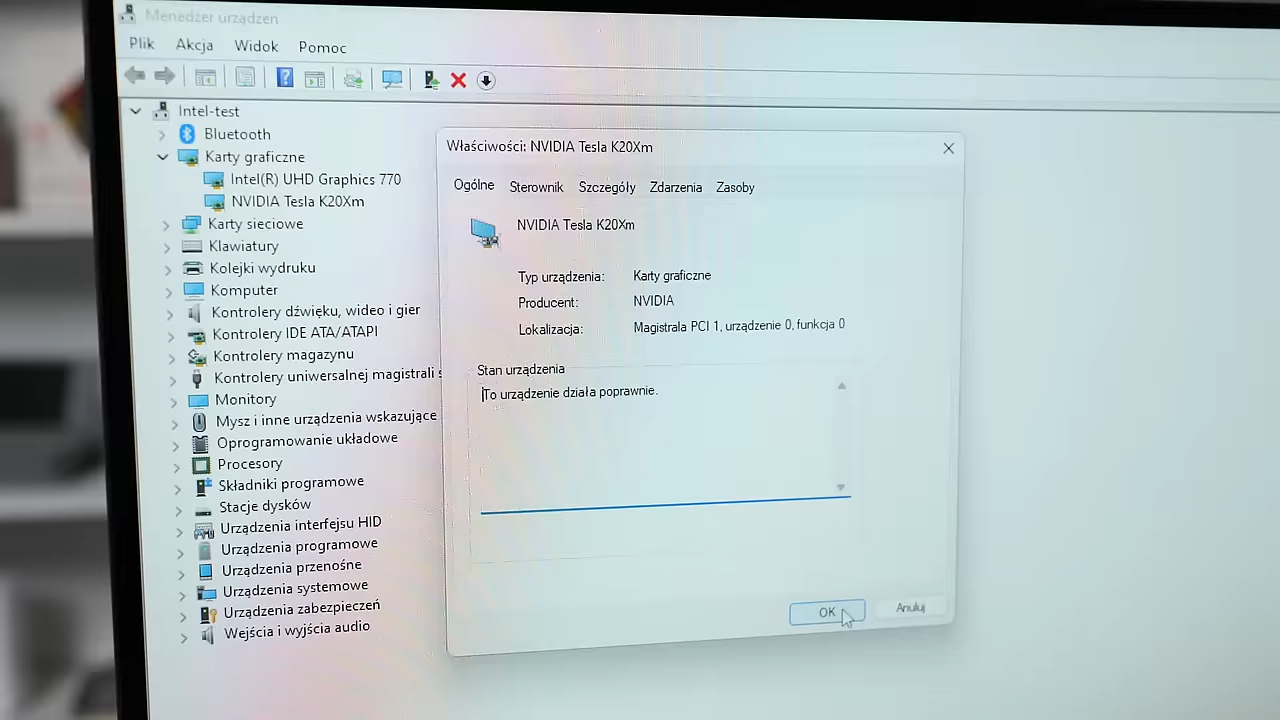 Menedżer urządzeń
Plik Akcja Widok Pomoc
Intel-test
Bluetooth
Karty graficzne
Intel(R) UHD Graphics 770
NVIDIA Tesla K20Xm
Karty sieciowe
Klawiatury
Kolejki wydruku
Komputer
Kontrolery dźwięku, wideo i gier
Kontrolery IDE ATA/ATAPI
Kontrolery magazynu
Kontrolery uniwersalnej magistrali s
Monitory
Mysz i inne urządzenia wskazujące
Oprogramowanie układowe
Procesory
Składniki programowe
Stacje dysków
Urządzenia interfejsu HID
Urządzenia programowe
Urządzenia przenośne
Urządzenia systemowe
Urządzenia zabezpieczeń
Wejścia i wyjścia audio
Właściwości: NVIDIA Tesla K20Xm
Ogólne Sterownik Szczegóły Zdarzenia Zasoby
NVIDIA Tesla K20Xm
Typ urządzenia: Karty graficzne
Producent: NVIDIA
Lokalizacja: Magistrala PCI 1, urządzenie 0, funkcja 0
Stan urządzenia
To urządzenie działa poprawnie.
OK Anuluj